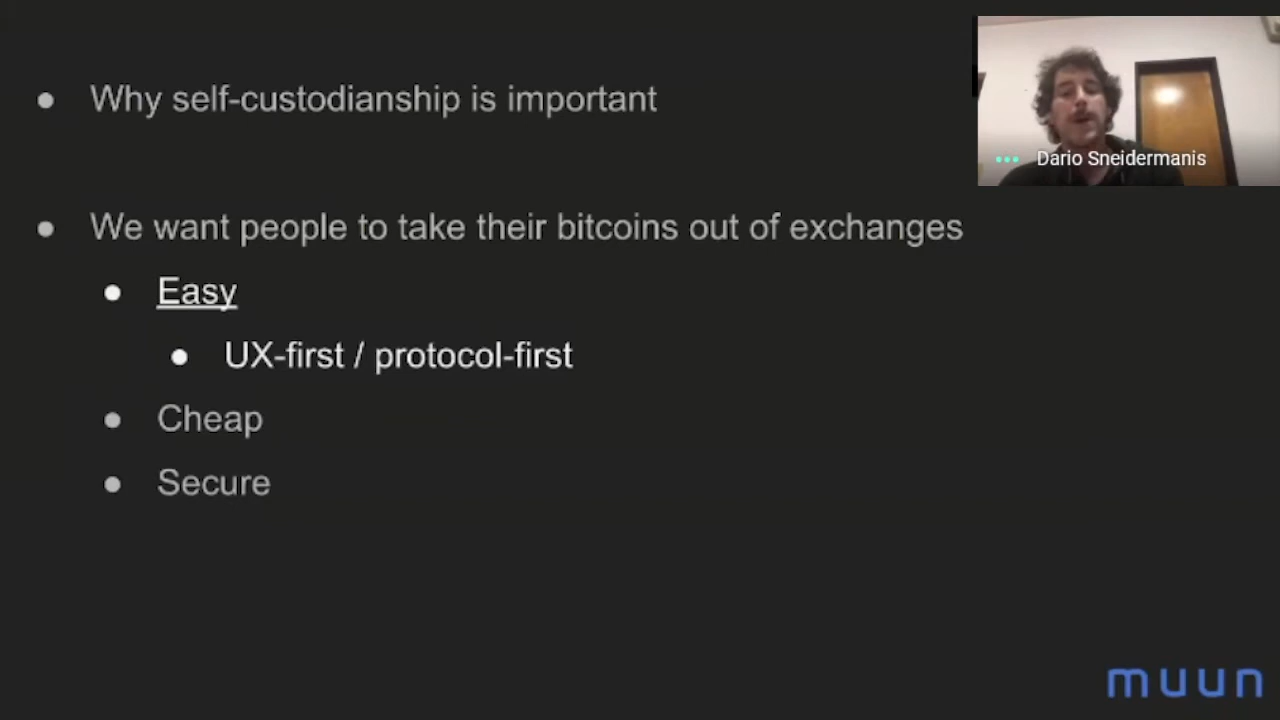 Why self-custodianship is important
Dario Sneidermanis
We want people to take their bitcoins out of exchanges
Easy
UX-first / protocol-first
Cheap
Secure
muun